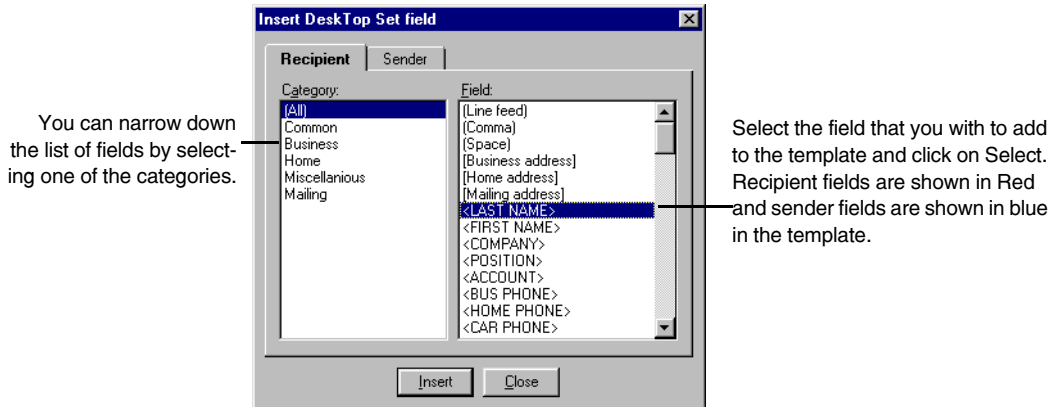 Insert DeskTop Set field
Recipient
Sender
Category:
(All)
Common
Business
Home
Miscellanious
Mailing
Field:
(Line feed)
(Comma)
(Space)
[Business address]
[Home address]
[Mailing address]
<LAST NAME>
<FIRST NAME>
<COMPANY>
<POSITION>
<ACCOUNT>
<BUS PHONE>
<HOME PHONE>
<CAR PHONE>
Insert
Close
You can narrow down
the list of fields by select-
ing one of the categories.
Select the field that you with to add
to the template and click on Select.
Recipient fields are shown in Red
and sender fields are shown in blue
in the template.